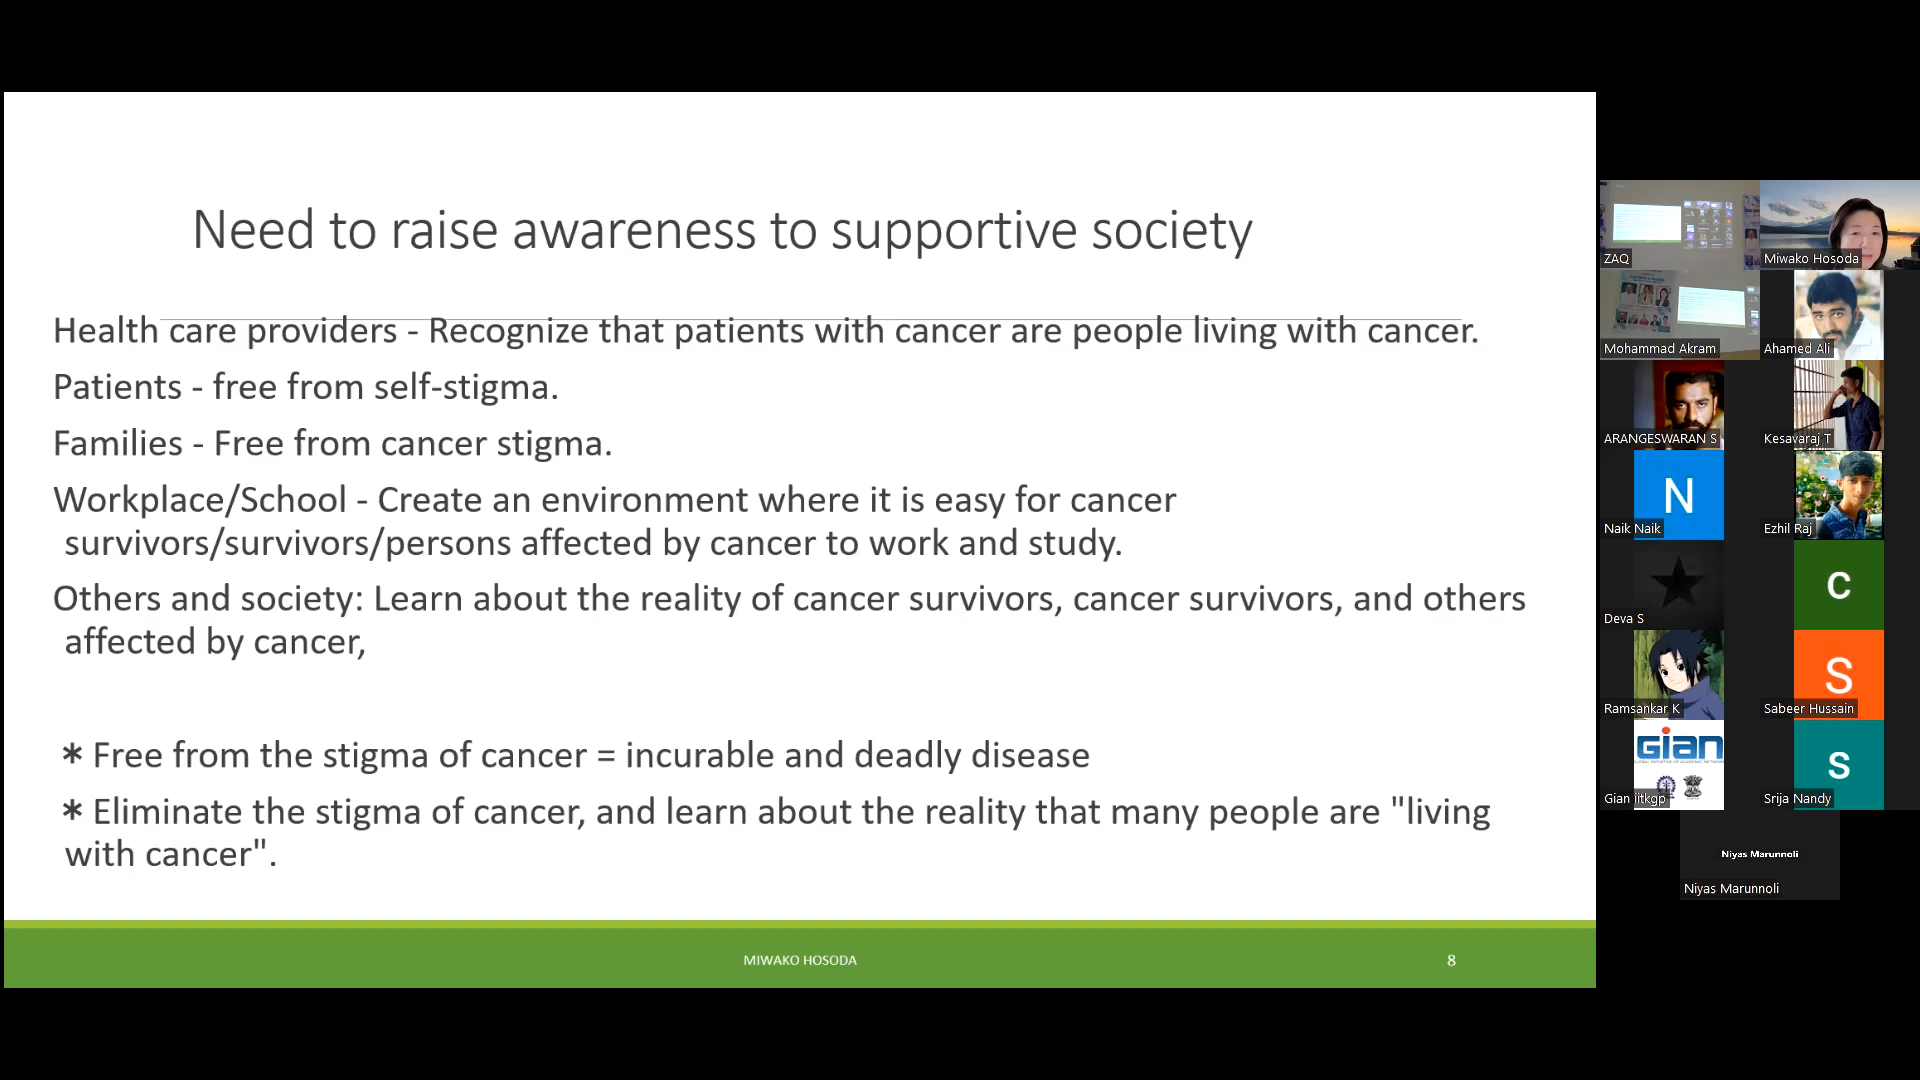 Need to raise awareness to supportive society
Health care providers - Recognize that patients with cancer are people living with cancer.
Patients - free from self-stigma.
Families - Free from cancer stigma.
Workplace/School - Create an environment where it is easy for cancer
survivors/survivors/persons affected by cancer to work and study.
Others and society: Learn about the reality of cancer survivors, cancer survivors, and others
affected by cancer,
* Free from the stigma of cancer = incurable and deadly disease
* Eliminate the stigma of cancer, and learn about the reality that many people are "living
with cancer".
MIWAKO HOSODA
8
ZAQ
Miwako Hosoda
Mohammad Akram
Ahamed Ali
ARANGESWARAN S
Kesavaraj T
N
Naik Naik
Ezhil Raj
Deva S
C
Ramsankar K
S
Sabeer Hussain
Gian
Gian iitkgp
S
Srija Nandy
Niyas Marunnoli
Niyas Marunnoli